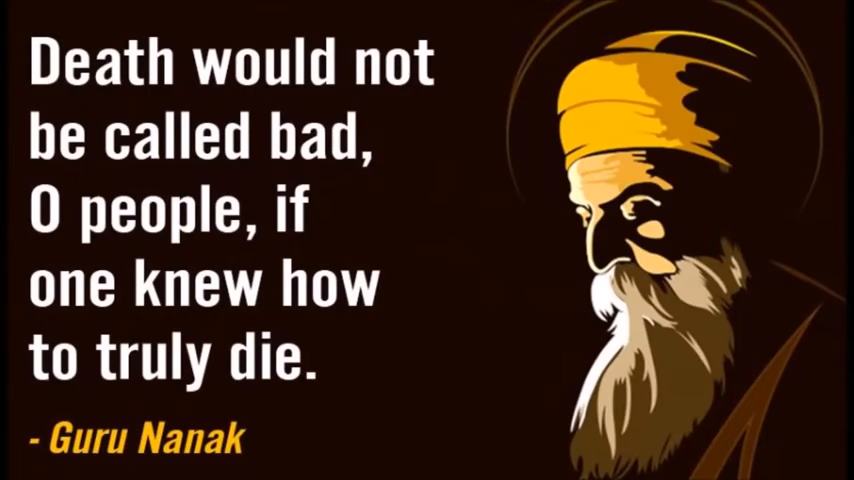 Death would not
be called bad,
O people, if
one knew how
to truly die.
- Guru Nanak